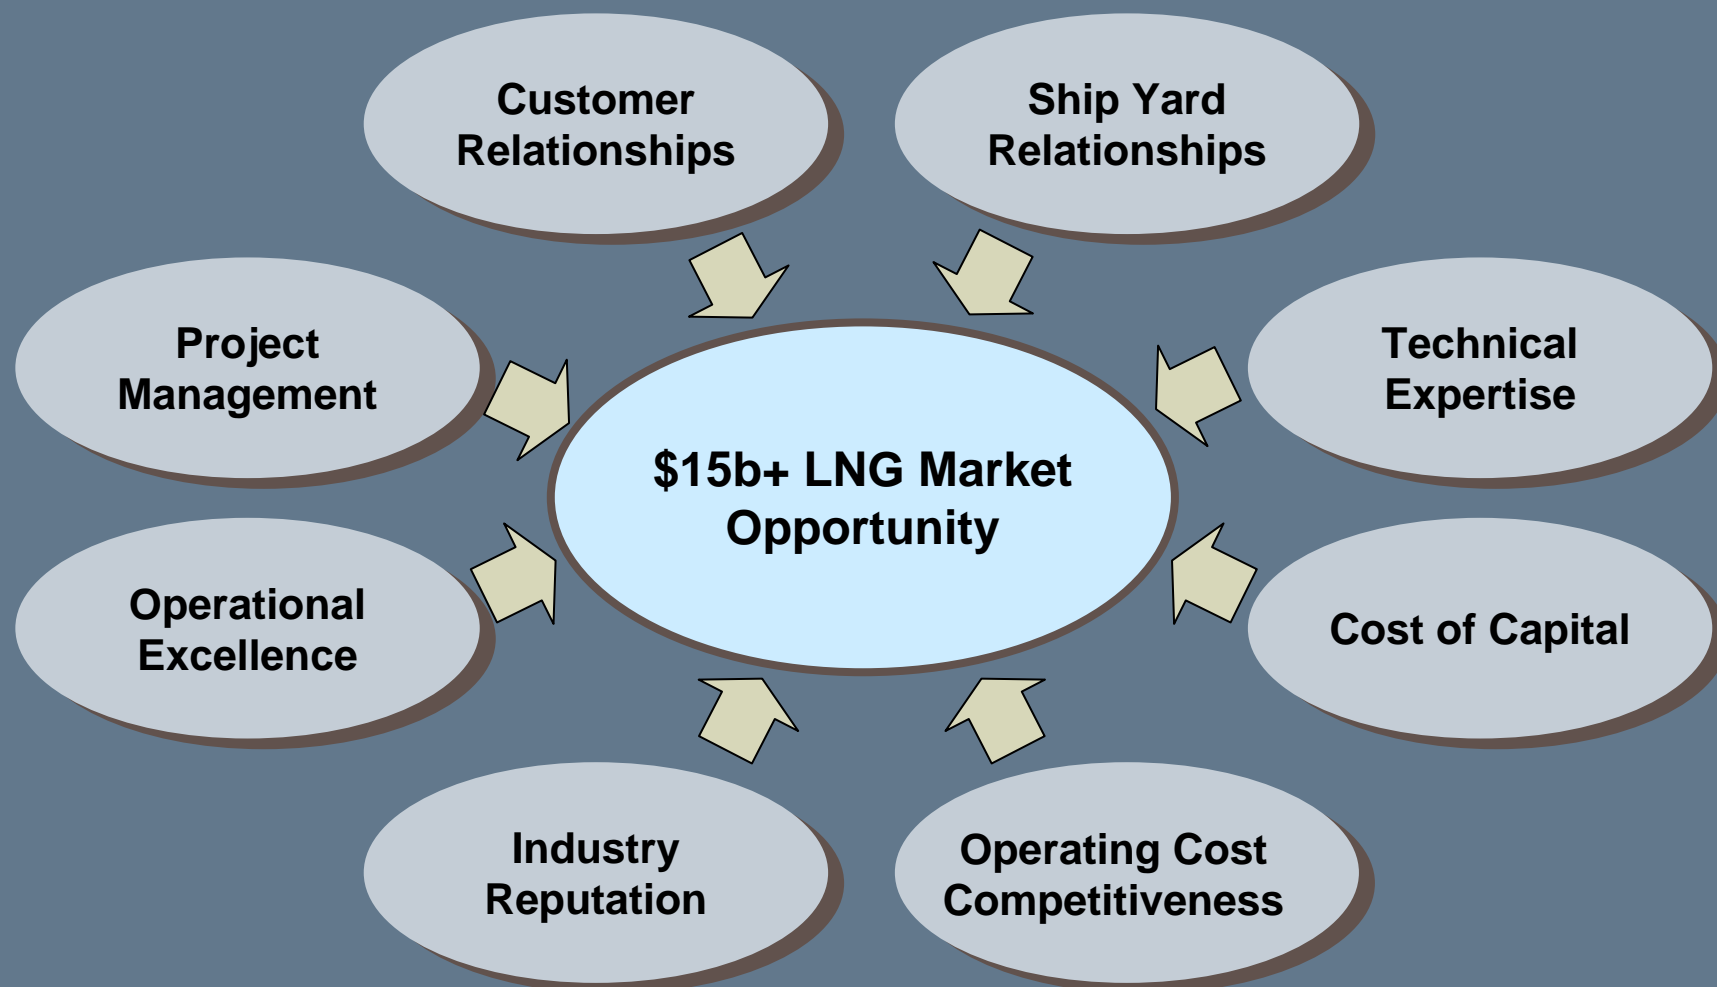 Customer
Relationships
Ship Yard
Relationships
Project
Management
Technical
Expertise
$15b+ LNG Market
Opportunity
Operational
Excellence
Cost of Capital
Industry
Reputation
Operating Cost
Competitiveness